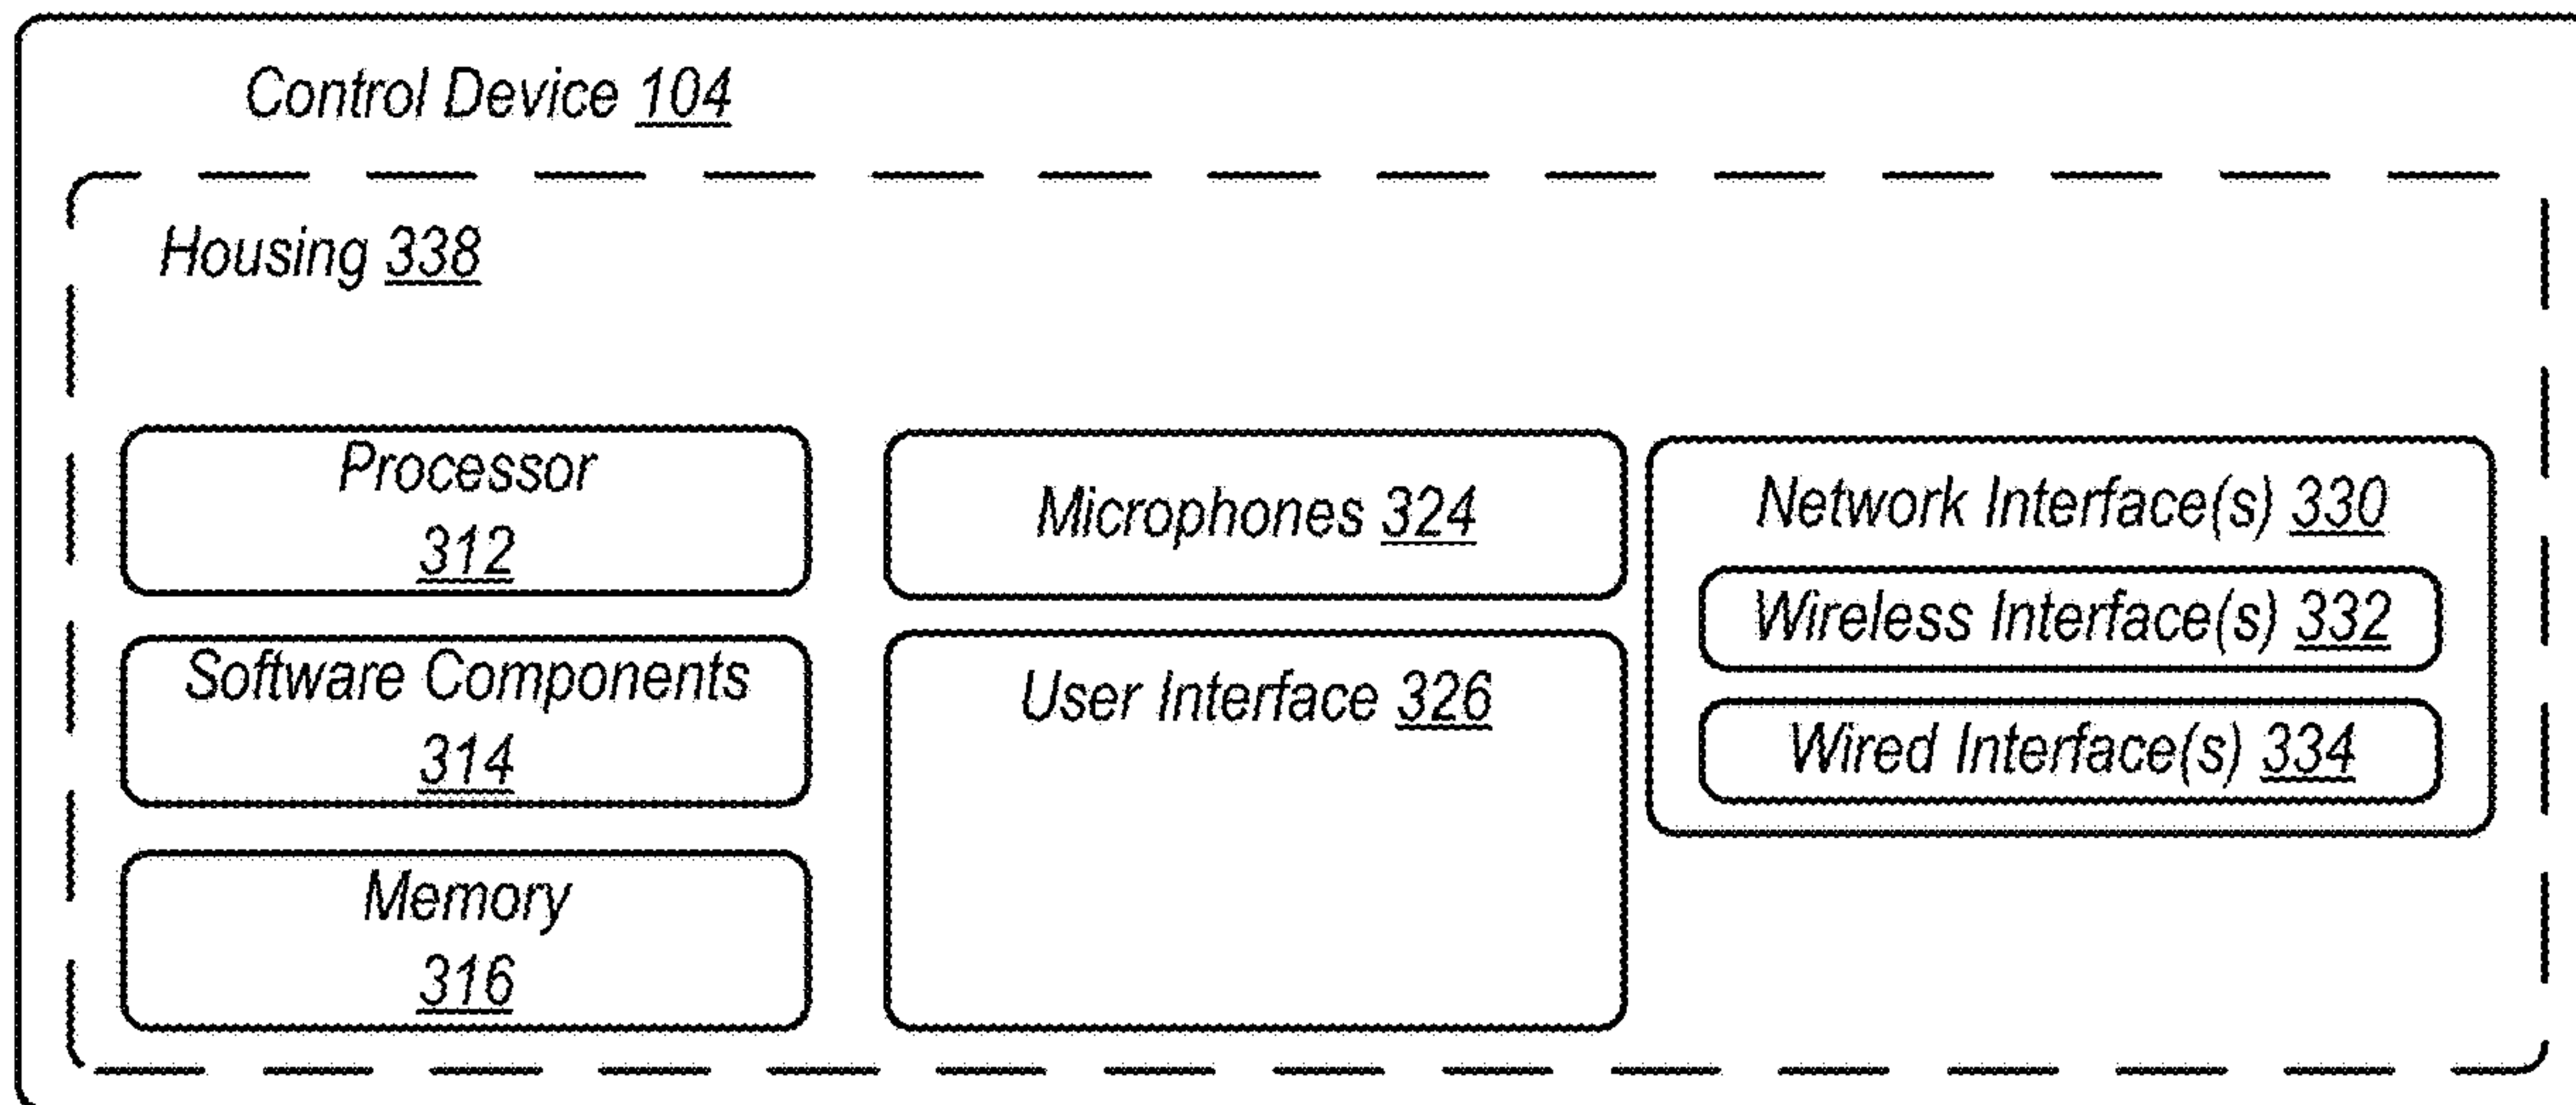 Control Device 104
Housing 338
Processor
312
Software Components
314
Memory
316
Microphones 324
User Interface 326
Network Interface(s) 330
Wireless Interface(s) 332
Wired Interface(s) 334